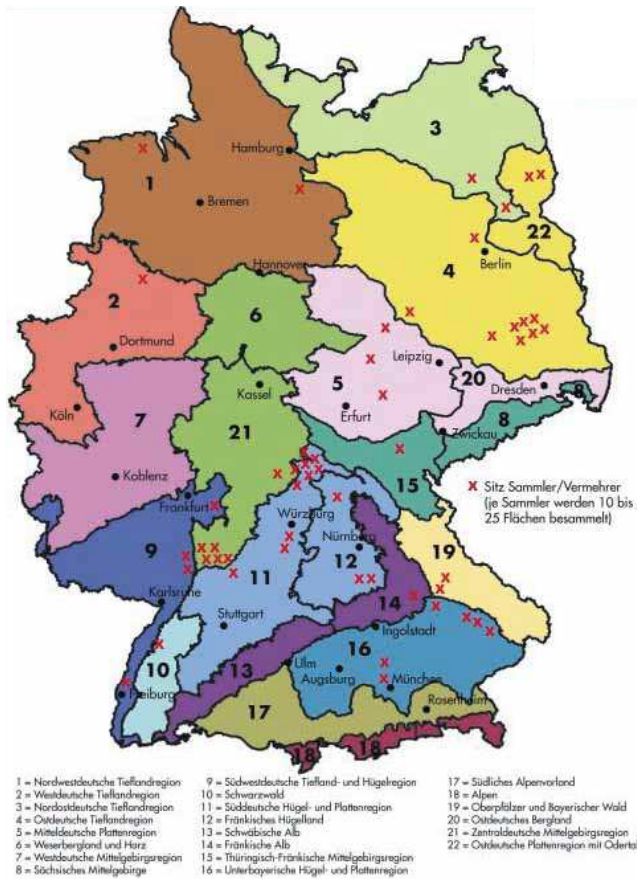 3
Hamburg
1
Bremen
22
4
Berlin
Hannover
2
6
Dortmund
Leipzig
20
Dresden
8
Kassel
5
Köln
Erfurt
8
7
21
Zwickau
Koblenz
15
X Sitz Sammler/Vermehrer
(je Sammler werden 10 bis
25 Flächen besammelt)
Frankfurt
Würzburg
Nürnberg
9
12
19
11
Karlsruhe
14
Stuttgart
Ingolstadt
16
10
13
Ulm
Augsburg
München
Freiburg
17
Rosenheim
18
18
1 = Nordwestdeutsche Tieflandregion
2 = Westdeutsche Tieflandregion
3 = Nordostdeutsche Tieflandregion
4 = Ostdeutsche Tieflandregion
5 = Mitteldeutsche Plattenregion
6 = Weserbergland und Harz
7 = Westdeutsche Mittelgebirgsregion
8 = Sächsisches Mittelgebirge
9 = Südwestdeutsche Tiefland- und Hügelregion
10 = Schwarzwald
11 = Süddeutsche Hügel- und Plattenregion
12 = Fränkisches Hügelland
13 = Schwäbische Alb
14 = Fränkische Alb
15 = Thüringisch-Fränkische Mittelgebirgsregion
16 = Unterbayerische Hügel- und Plattenregion
17 = Südliches Alpenvorland
18 = Alpen
19 = Oberpfälzer und Bayerischer Wald
20 = Ostdeutsches Bergland
21 = Zentraldeutsche Mittelgebirgsregion
22 = Ostdeutsche Plattenregion mit Odertal